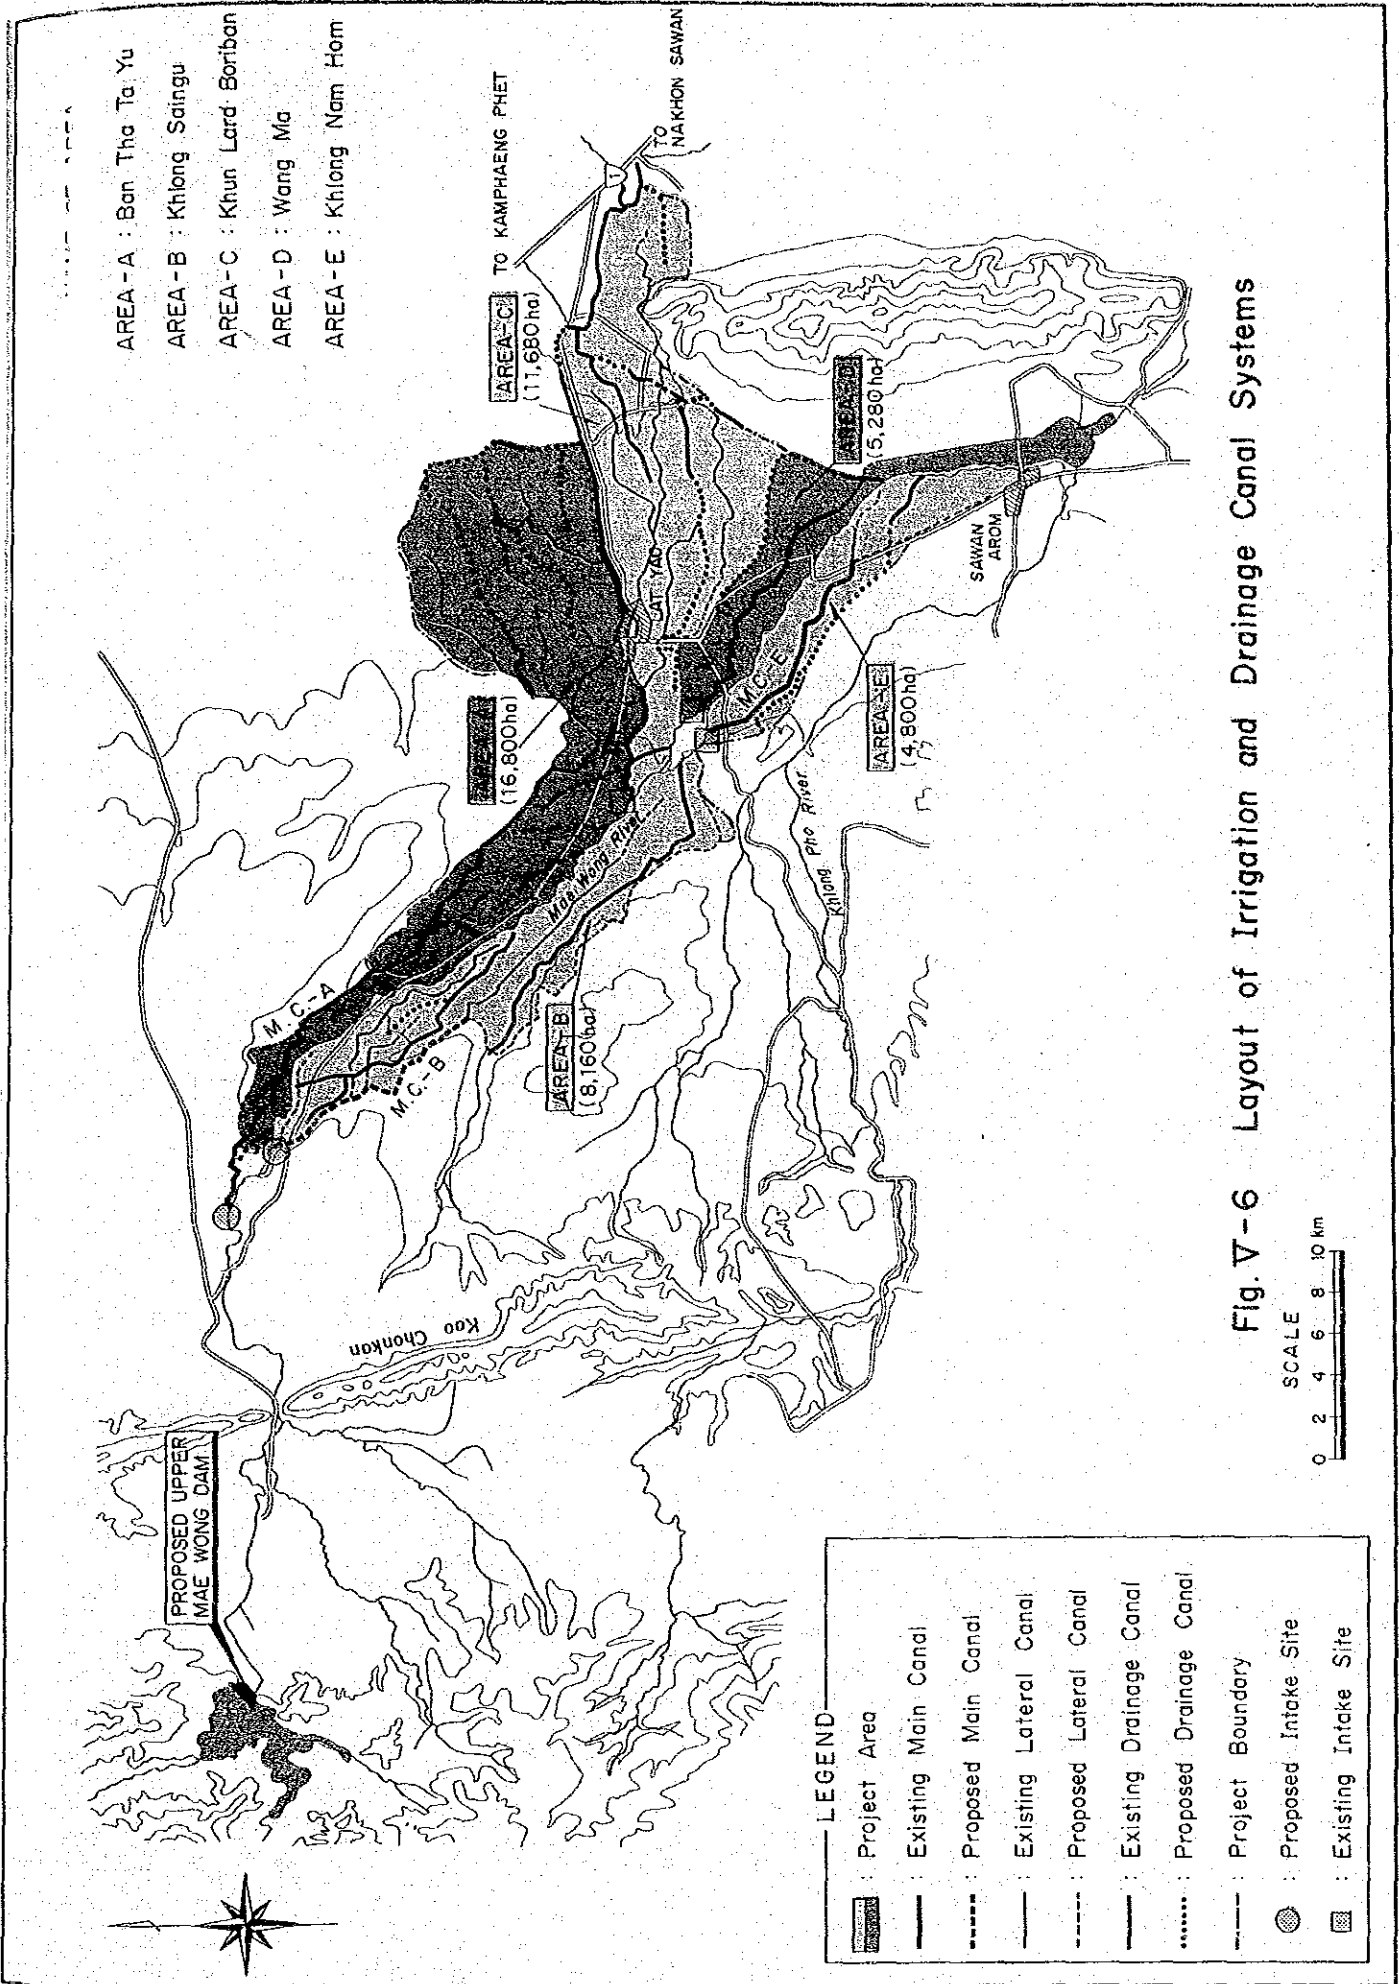 AREA-A : Ban Tha Ta Yu
AREA-B : Khlong Saingu
AREA-C : Khun Lard Boriban
AREA-D : Wang Ma
AREA-E : Khlong Nam Hom
PROPOSED UPPER
MAE WONG DAM
Kao Chonkan
M.C.-A
M.C.-B
AREA-A
(16,800ha)
AREA-B
(8,160ha)
Mae Wong River
AREA-C
(11,680ha)
TO KAMPHAENG PHET
TO
NAKHON SAWAN
1
LAT YAO
AREA-D
(5,280ha)
M.C. E
AREA-E
(4,800ha)
Khlong Pho River
SAWAN
AROM
LEGEND
: Project Area
: Existing Main Canal
: Proposed Main Canal
: Existing Lateral Canal
: Proposed Lateral Canal
: Existing Drainage Canal
: Proposed Drainage Canal
: Project Boundary
: Proposed Intake Site
: Existing Intake Site
SCALE
0 2 4 6 8 10 km
Fig. V-6 Layout of Irrigation and Drainage Canal Systems